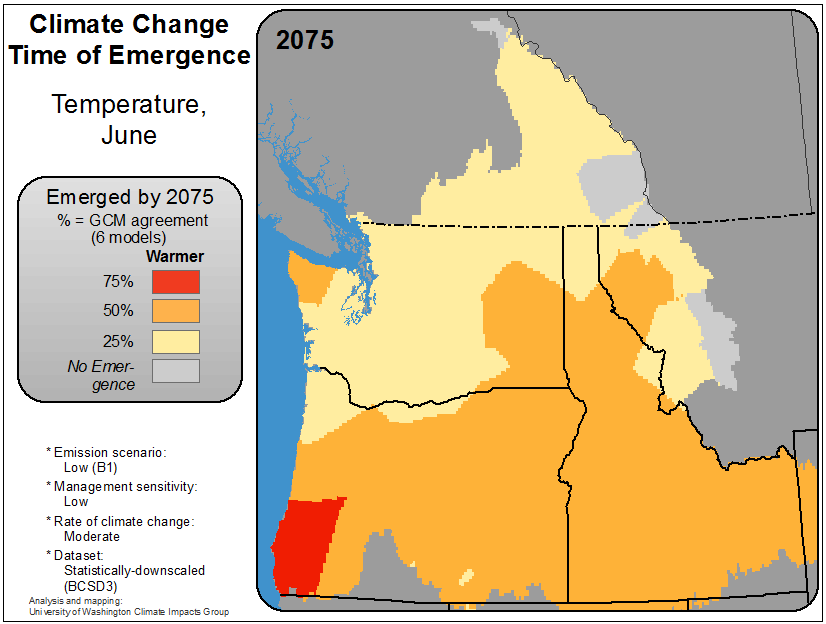 Climate Change
Time of Emergence
Temperature,
June
2075
Emerged by 2075
% = GCM agreement
(6 models)
Warmer
75%
50%
25%
No Emer-
gence
* Emission scenario:
Low (B1)
* Management sensitivity:
Low
* Rate of climate change:
Moderate
* Dataset:
Statistically-downscaled
(BCSD3)
Analysis and mapping:
University of Washington Climate Impacts Group